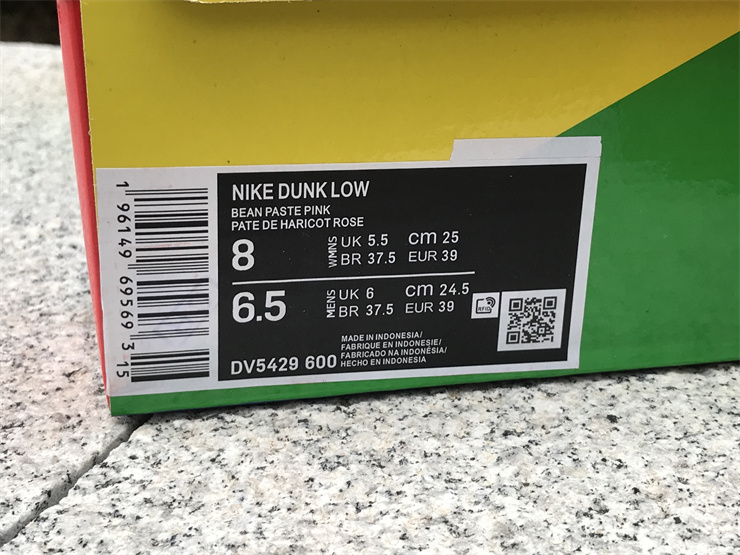 NIKE DUNK LOW
BEAN PASTE PINK
PATE DE HARICOT ROSE
8 WMNS UK 5.5 cm 25
BR 37.5 EUR 39
6.5 MENS UK 6 cm 24.5
BR 37.5 EUR 39
RFID
DV5429 600
MADE IN INDONESIA/
FABRIQUE EN INDONESIE/
FABRICADO NA INDONÉSIA/
HECHO EN INDONESIA
1 96149 69569 3 15